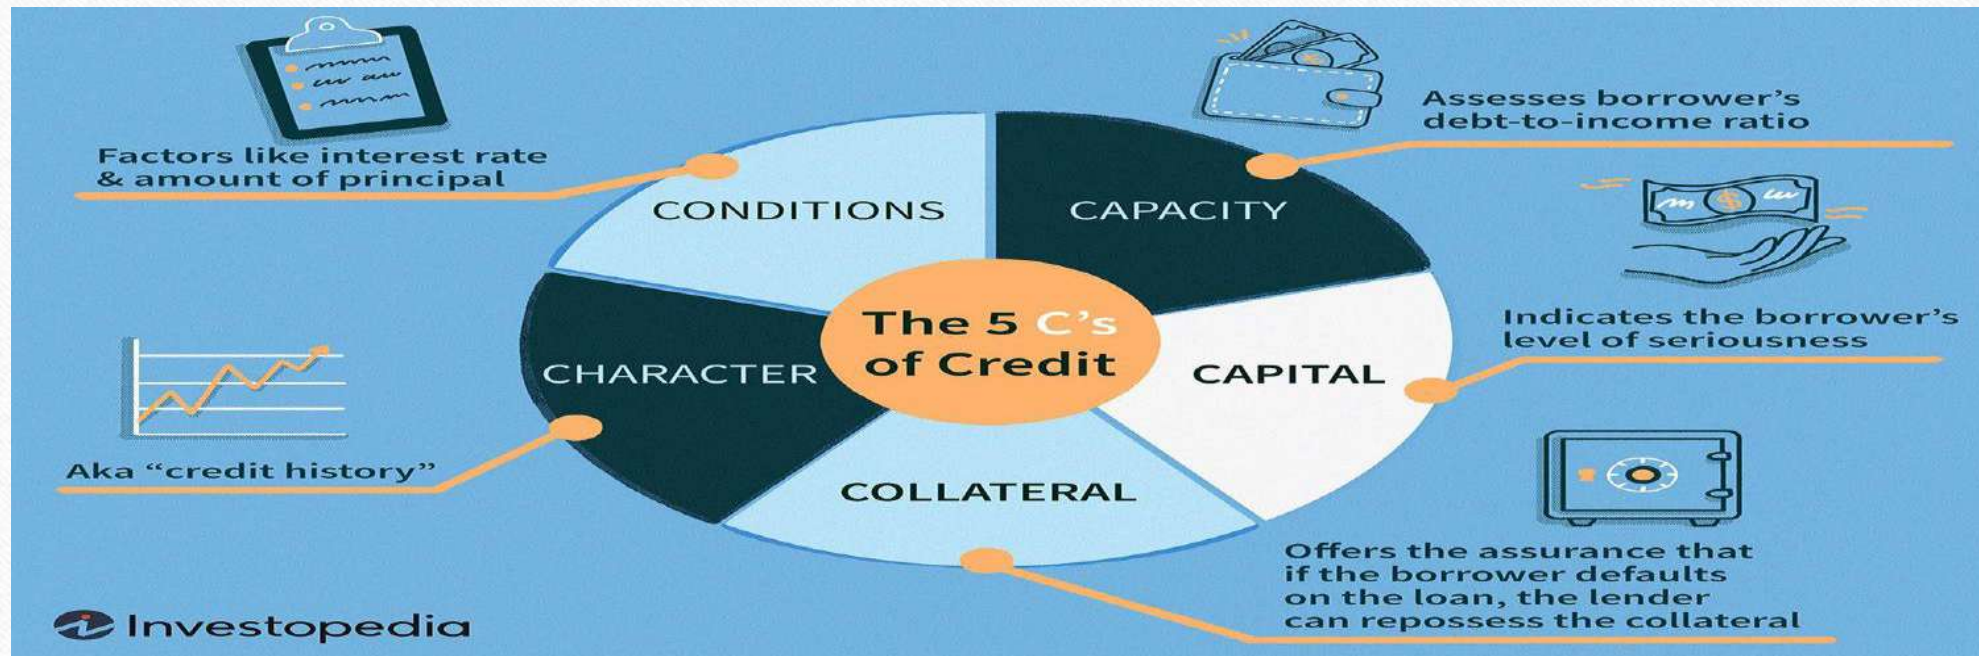 Factors like interest rate
& amount of principal
Assesses borrower's
debt-to-income ratio
CONDITIONS
CAPACITY
The 5 C's
of Credit
CHARACTER
CAPITAL
Indicates the borrower's
level of seriousness
Aka “credit history”
COLLATERAL
Offers the assurance that
if the borrower defaults
on the loan, the lender
can repossess the collateral
Investopedia